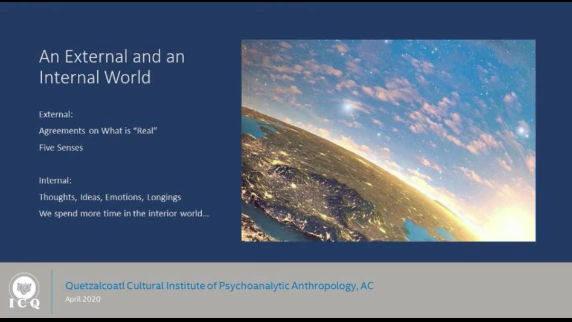 An External and an
Internal World
External:
Agreements on What is “Real”
Five Senses
Internal:
Thoughts, Ideas, Emotions, Longings
We spend more time in the interior world...
ICQ
Quetzalcoatl Cultural Institute of Psychoanalytic Anthropology, AC
April 2020